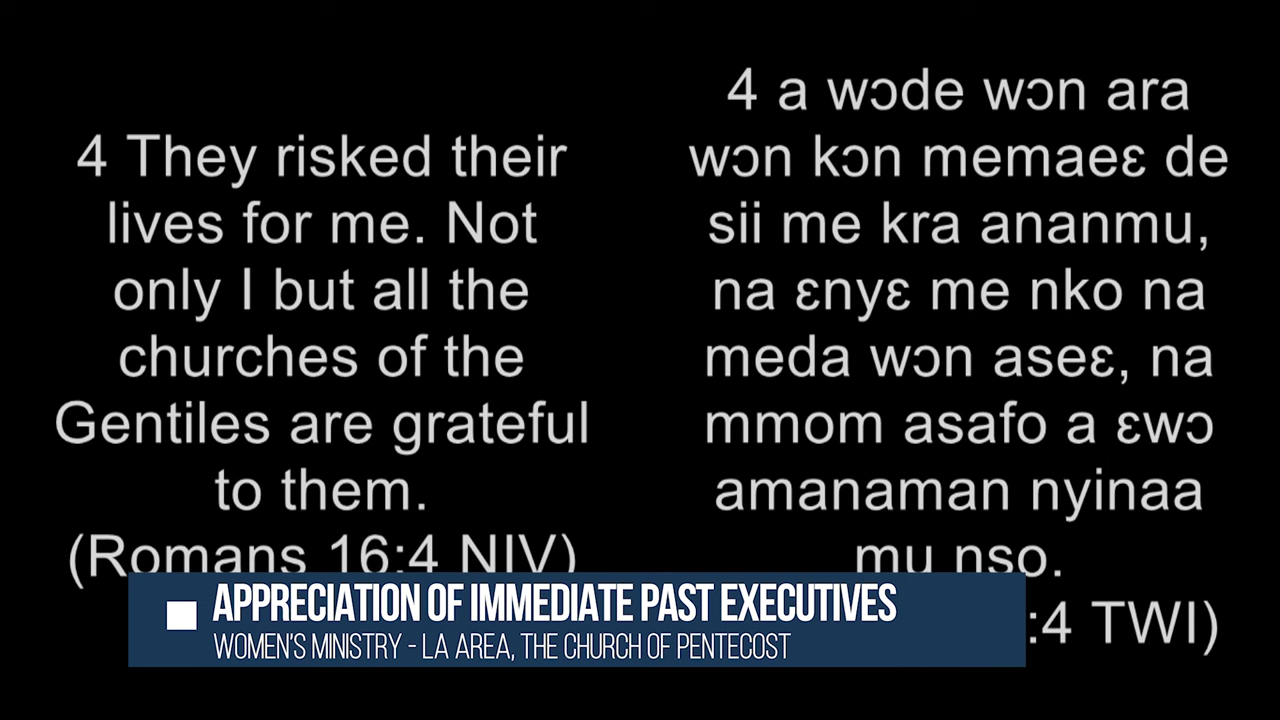 4 They risked their
lives for me. Not
only I but all the
churches of the
Gentiles are grateful
to them.
(Romans 16:4 NIV)
4 a wɔde wɔn ara
wɔn kɔn memaeɛ de
sii me kra ananmu,
na ɛnyɛ me nko na
meda wɔn aseɛ, na
mmom asafo a ɛwɔ
amanaman nyinaa
mu nso.
:4 TWI)
APPRECIATION OF IMMEDIATE PAST EXECUTIVES
WOMEN'S MINISTRY - LA AREA, THE CHURCH OF PENTECOST